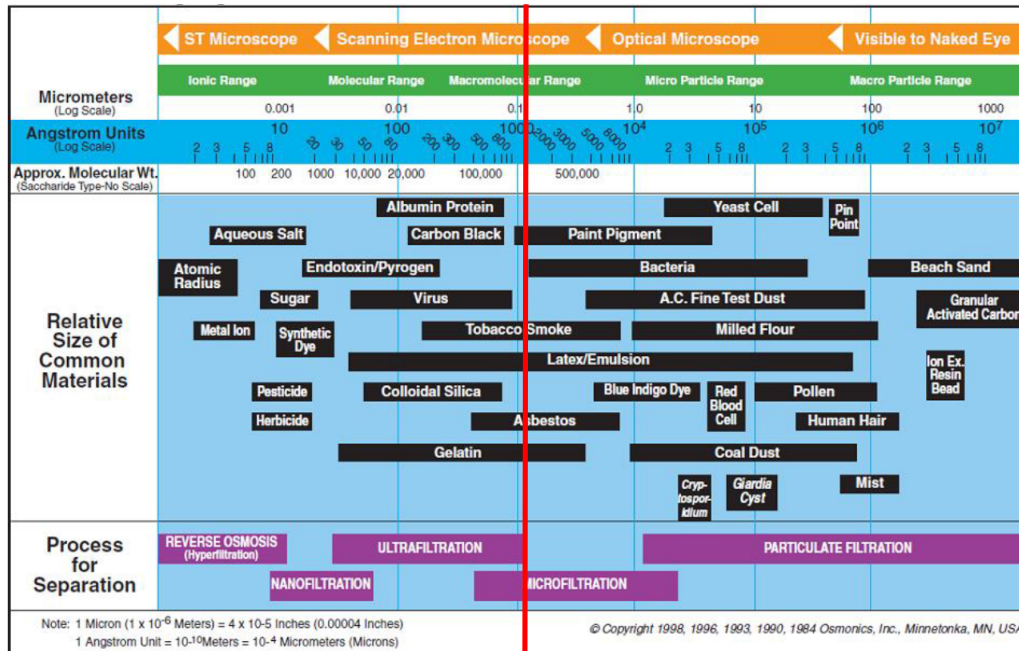 ST Microscope Scanning Electron Microscope Optical Microscope Visible to Naked Eye
Ionic Range Molecular Range Macromolecular Range Micro Particle Range Macro Particle Range
Micrometers
(Log Scale)
0.001 0.01 0.1 1.0 10 100 1000
Angstrom Units
(Log Scale)
10 100 1000 10⁴ 10⁵ 10⁶ 10⁷
2 3 5 8 20 30 50 80 200 300 500 800 2000 3000 5000 8000 2 3 5 8 2 3 5 8 2 3 5 8
Approx. Molecular Wt.
(Saccharide Type-No Scale)
100 200 1000 10,000 20,000 100,000 500,000
Relative
Size of
Common
Materials
Albumin Protein Yeast Cell Pin
Point
Aqueous Salt Carbon Black Paint Pigment
Atomic
Radius
Endotoxin/Pyrogen Bacteria Beach Sand
Sugar Virus A.C. Fine Test Dust Granular
Activated Carbon
Metal Ion Synthetic
Dye
Tobacco Smoke Milled Flour
Latex/Emulsion Ion Ex.
Resin
Bead
Pesticide Colloidal Silica Blue Indigo Dye Red
Blood
Cell
Pollen
Herbicide Asbestos Human Hair
Gelatin Coal Dust
Cryp-
tospor-
idium
Giardia
Cyst
Mist
Process
for
Separation
REVERSE OSMOSIS
(Hyperfiltration)
ULTRAFILTRATION PARTICULATE FILTRATION
NANOFILTRATION MICROFILTRATION
Note: 1 Micron (1 x 10⁻⁶ Meters) = 4 x 10-5 Inches (0.00004 Inches)
1 Angstrom Unit = 10⁻¹⁰Meters = 10⁻⁴ Micrometers (Microns)
© Copyright 1998, 1996, 1993, 1990, 1984 Osmonics, Inc., Minnetonka, MN, USA